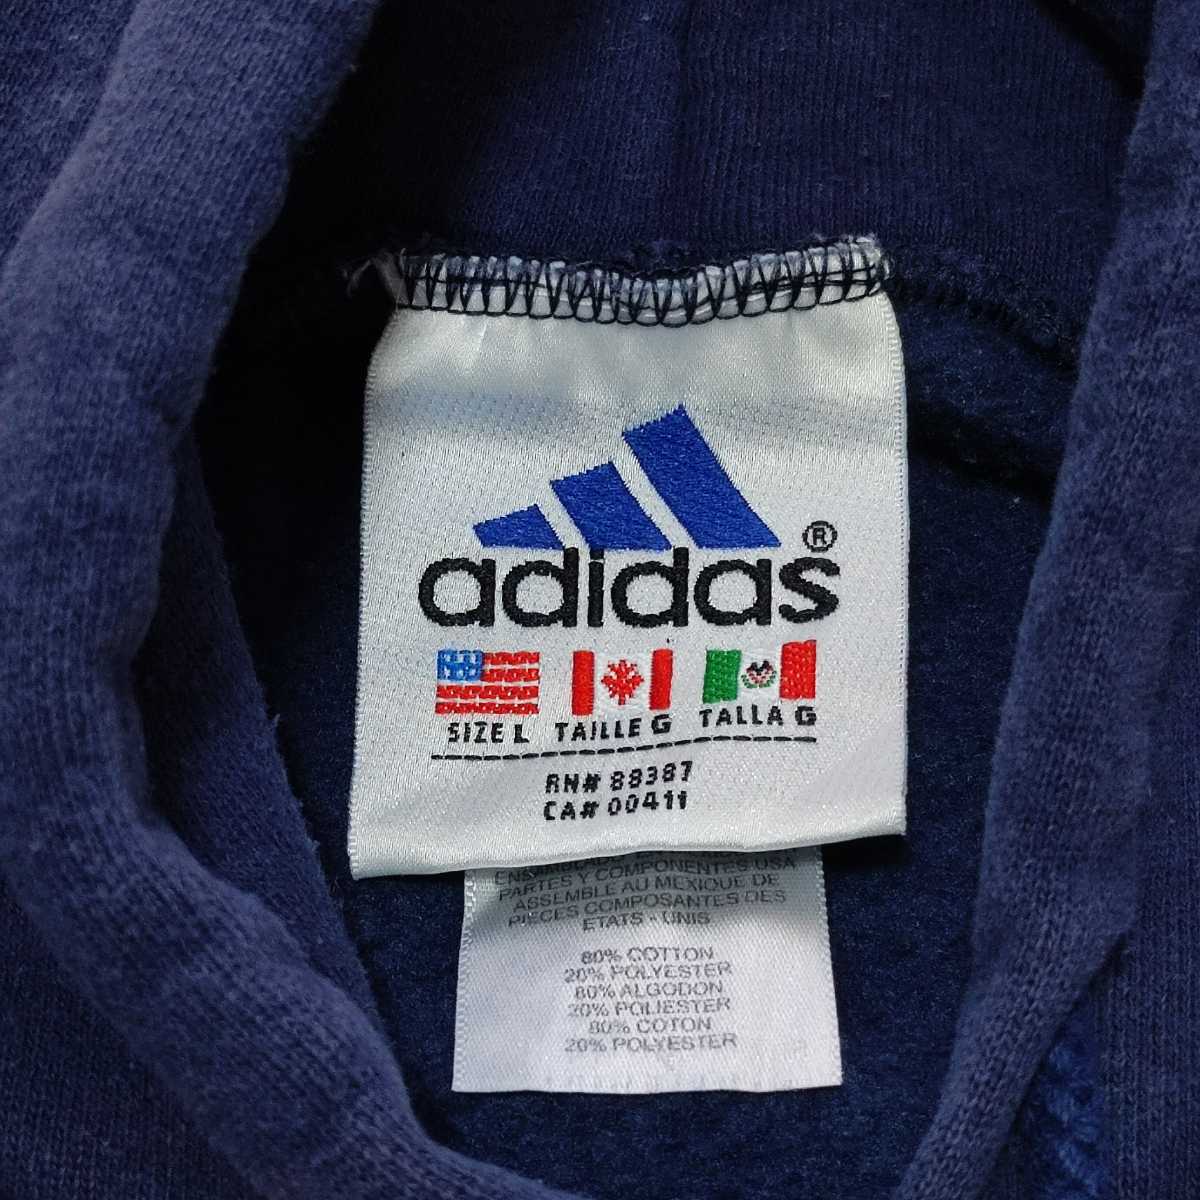 adidas ®
SIZE L TAILLE G TALLA G
RN# 88387
CA# 00411
PARTES Y COMPONENTES USA
ASSEMBLE AU MEXIQUE DE
PIECES COMPOSANTES DES
ETATS - UNIS
80% COTTON
20% POLYESTER
80% ALGODON
20% POLIESTER
80% COTON
20% POLYESTER